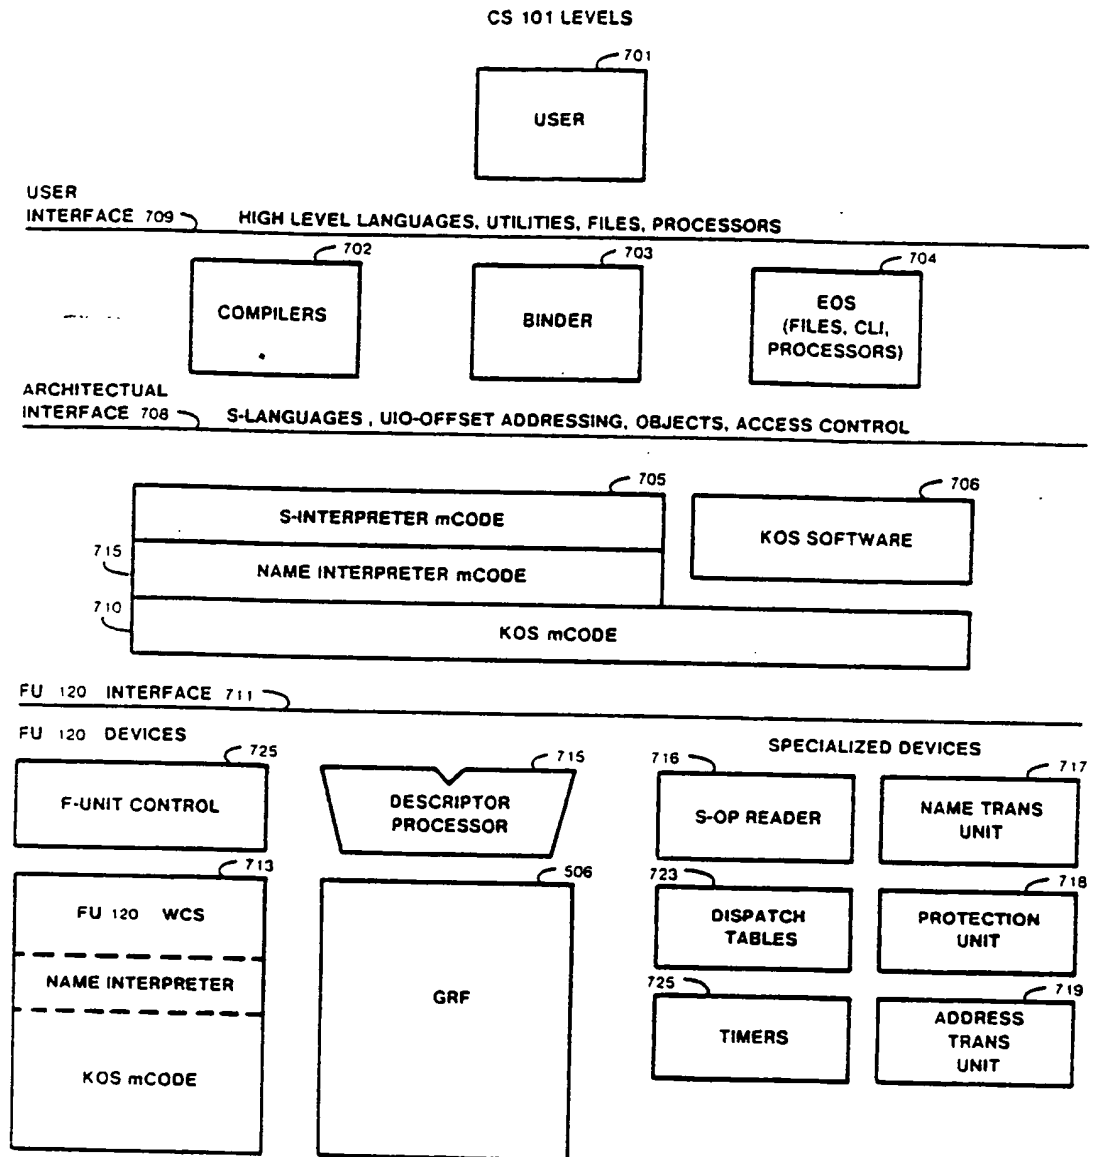 CS 101 LEVELS
701
USER
USER
INTERFACE 709
HIGH LEVEL LANGUAGES, UTILITIES, FILES, PROCESSORS
702
703
704
COMPILERS
BINDER
EOS
(FILES, CLI,
PROCESSORS)
ARCHITECTUAL
INTERFACE 708
S-LANGUAGES , UIO-OFFSET ADDRESSING, OBJECTS, ACCESS CONTROL
705
706
S-INTERPRETER mCODE
KOS SOFTWARE
715
NAME INTERPRETER mCODE
710
KOS mCODE
FU 120 INTERFACE 711
FU 120 DEVICES
SPECIALIZED DEVICES
725
715
716
717
F-UNIT CONTROL
DESCRIPTOR
PROCESSOR
S-OP READER
NAME TRANS
UNIT
713
506
723
718
FU 120 WCS
DISPATCH
TABLES
PROTECTION
UNIT
NAME INTERPRETER
GRF
725
719
TIMERS
ADDRESS
TRANS
UNIT
KOS mCODE